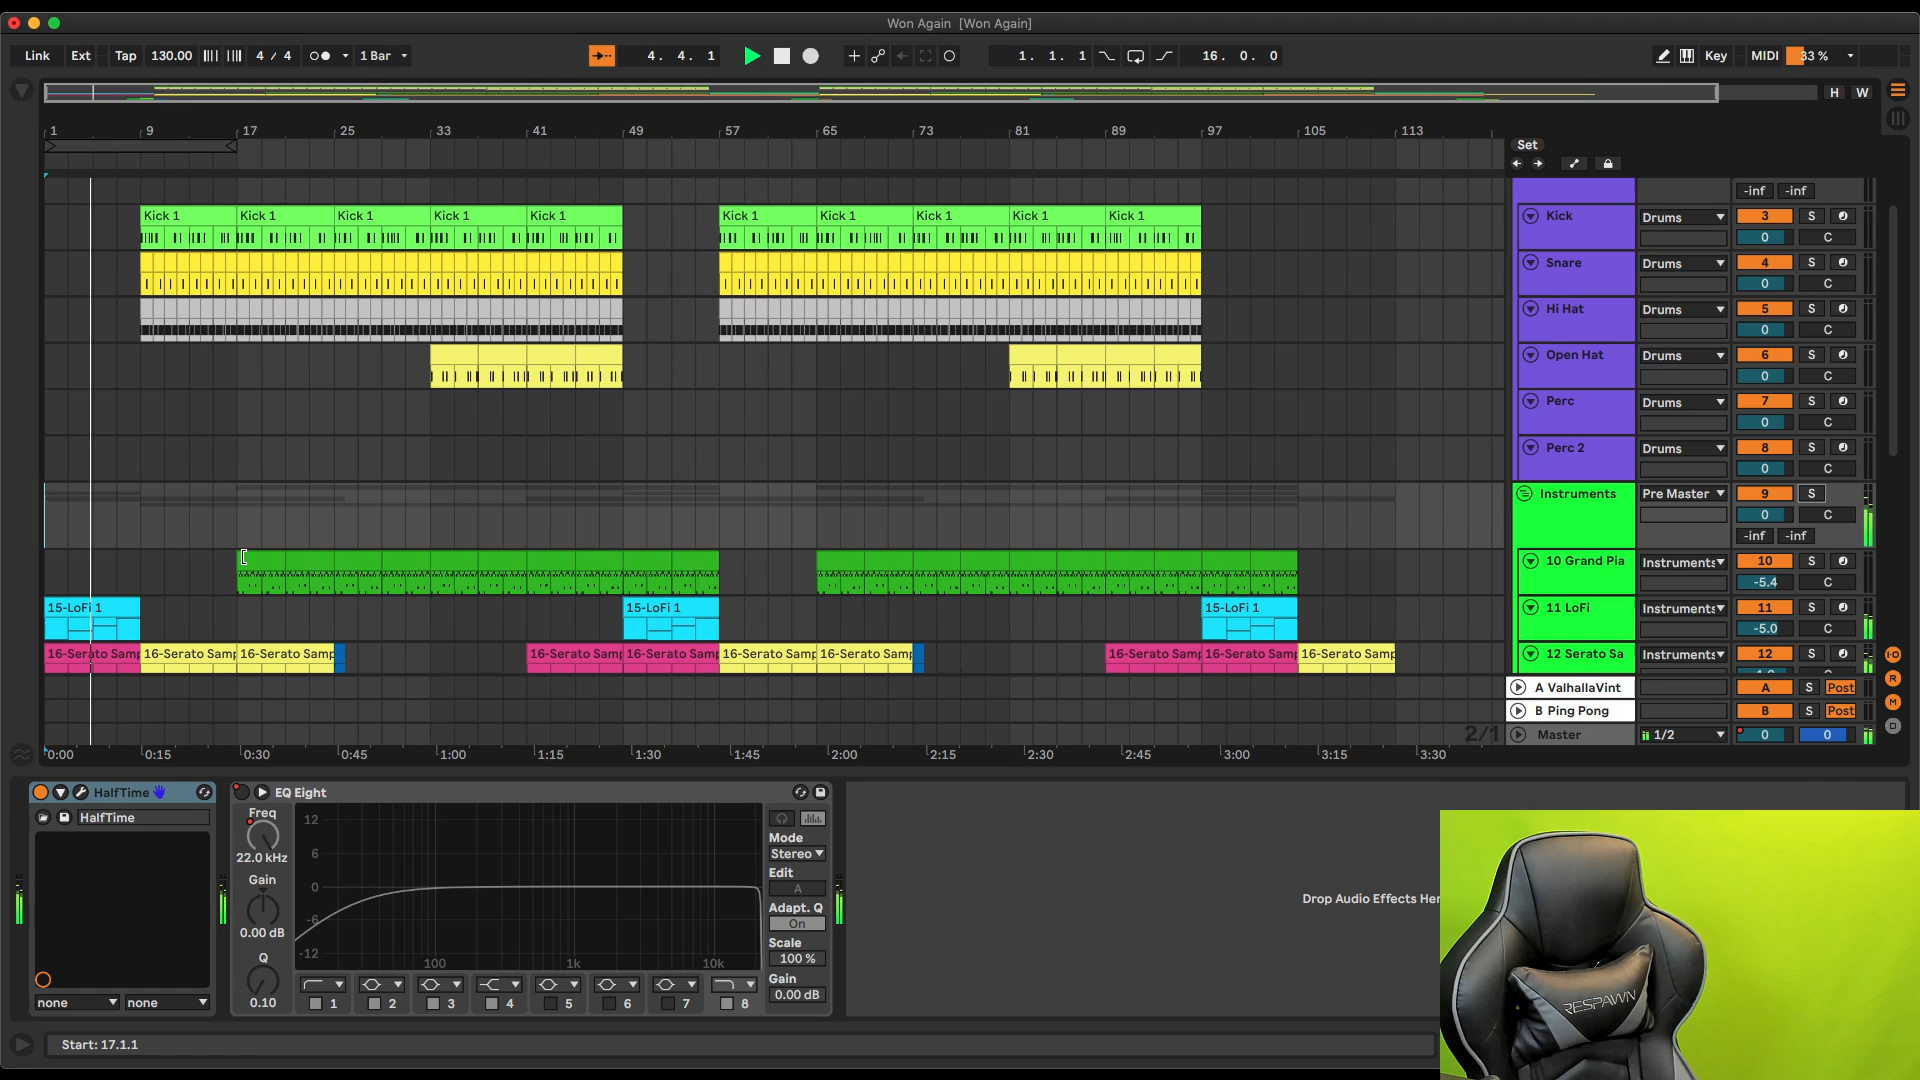 Won Again [Won Again]
Link Ext Tap 130.00 4 / 4 1 Bar 4. 4. 1 1. 1. 1 16. 0. 0 Key MIDI 33 %
H W
1 9 17 25 33 41 49 57 65 73 81 89 97 105 113
Set
-inf -inf
Kick 1 Kick 1 Kick 1 Kick 1 Kick 1 Kick 1 Kick 1 Kick 1 Kick 1 Kick 1 Kick Drums 3 S
0 C
Snare Drums 4 S
0 C
Hi Hat Drums 5 S
0 C
Open Hat Drums 6 S
0 C
Perc Drums 7 S
0 C
Perc 2 Drums 8 S
0 C
Instruments Pre Master 9 S
0 C
-inf -inf
10 Grand Pia Instruments 10 S
-5.4 C
15-LoFi 1 15-LoFi 1 15-LoFi 1 11 LoFi Instruments 11 S
-5.0 C
16-Serato Samp 16-Serato Samp 16-Serato Samp 16-Serato Samp 16-Serato Samp 16-Serato Samp 16-Serato Samp 16-Serato Samp 16-Serato Samp 16-Serato Samp 12 Serato Sa Instruments 12 S
A ValhallaVint A S Post
B Ping Pong B S Post
2/1 Master 1/2 0 0
I·O
R
M
D
0:00 0:15 0:30 0:45 1:00 1:15 1:30 1:45 2:00 2:15 2:30 2:45 3:00 3:15 3:30
HalfTime
HalfTime
none none
EQ Eight
Freq
22.0 kHz
Gain
0.00 dB
Q
0.10
12
6
0
-6
-12
100 1k 10k
1 2 3 4 5 6 7 8
Mode
Stereo
Edit
A
Adapt. Q
On
Scale
100 %
Gain
0.00 dB
Drop Audio Effects Her
RESPAWN
Start: 17.1.1